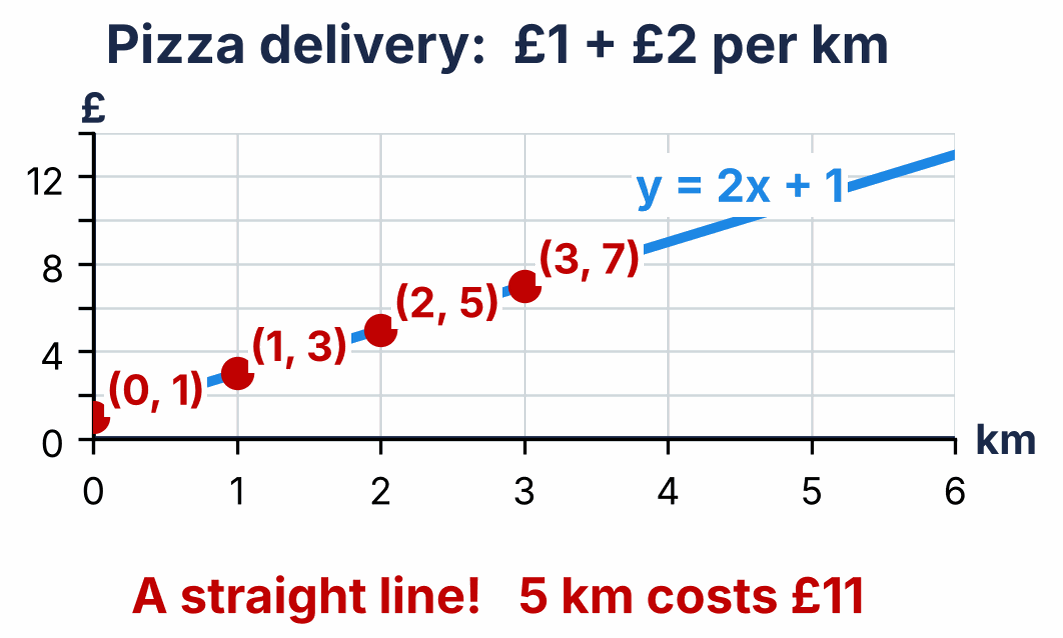 Pizza delivery:  £1 + £2 per km
£
12
y = 2x + 1
8
(3, 7)
(2, 5)
4
(1, 3)
(0, 1)
0
km
0 1 2 3 4 5 6
A straight line!   5 km costs £11